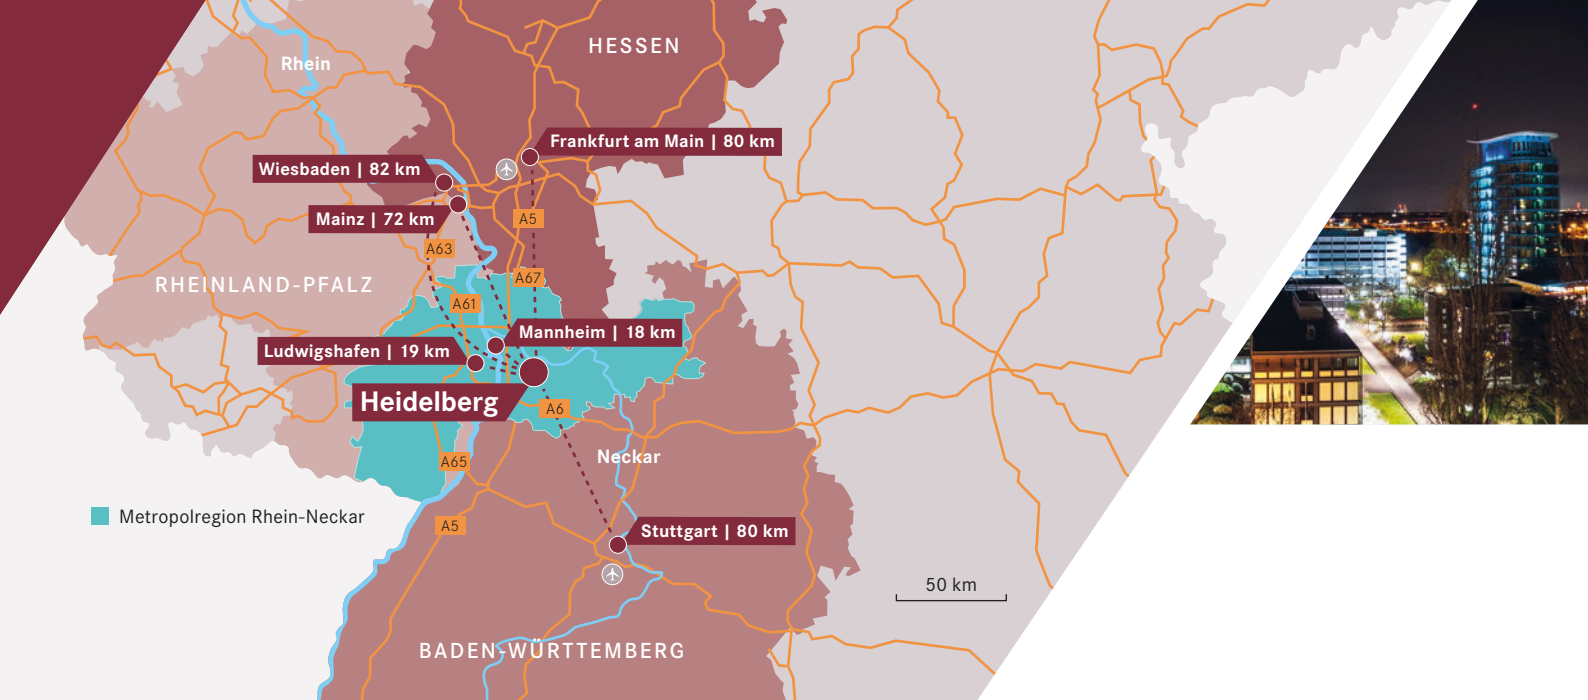 HESSEN
Rhein
Frankfurt am Main | 80 km
Wiesbaden | 82 km
Mainz | 72 km
A5
A63
RHEINLAND-PFALZ
A67
A61
Mannheim | 18 km
Ludwigshafen | 19 km
Heidelberg
A6
Neckar
A65
Metropolregion Rhein-Neckar
A5
Stuttgart | 80 km
50 km
BADEN-WÜRTTEMBERG